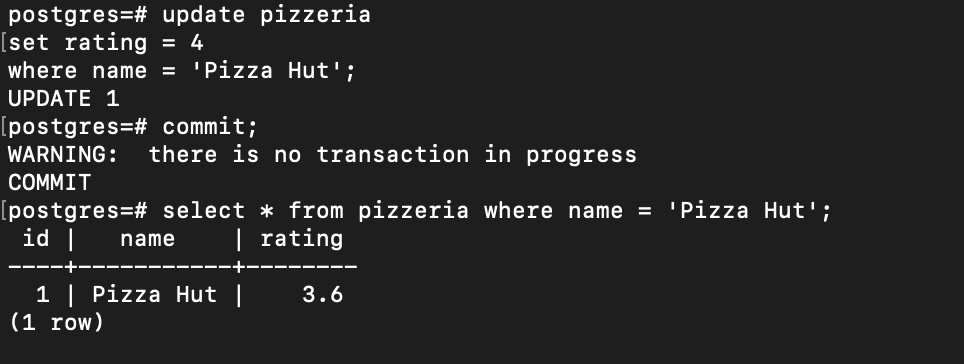 postgres=# update pizzeria
[set rating = 4
where name = 'Pizza Hut';
UPDATE 1
[postgres=# commit;
WARNING:  there is no transaction in progress
COMMIT
[postgres=# select * from pizzeria where name = 'Pizza Hut';
 id |   name    | rating
----+-----------+--------
  1 | Pizza Hut |    3.6
(1 row)